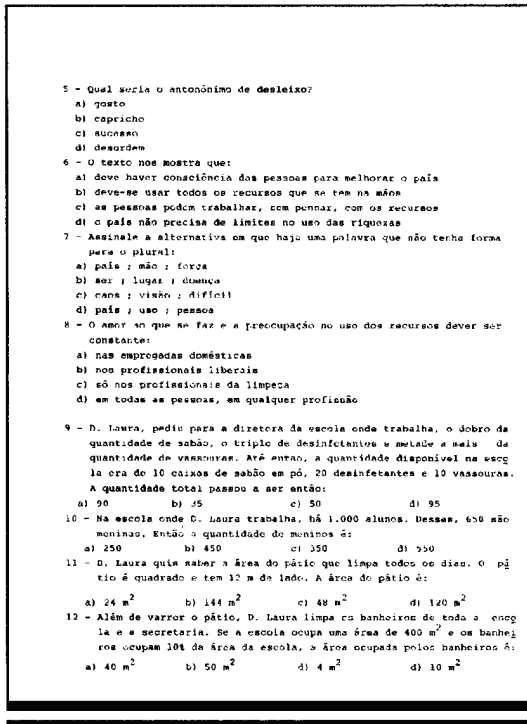 5 - Qual seria o antonônimo de desleixo?
a) gosto
b) capricho
c) sucesso
d) desordem
6 - O texto nos mostra que:
a) deve haver consciência das pessoas para melhorar o país
b) deve-se usar todos os recursos que se tem na mãos
c) as pessoas podem trabalhar, sem pensar, com os recursos
d) o país não precisa de limites no uso das riquezas
7 - Assinale a alternativa em que haja uma palavra que não tenha forma
para o plural:
a) país ; mão ; força
b) ser ; lugar ; doença
c) caos ; visão ; difícil
d) país ; uso ; pessoa
8 - O amor ao que se faz e a preocupação no uso dos recursos dever ser
constante:
a) nas empregadas domésticas
b) nos profissionais liberais
c) só nos profissionais da limpeza
d) em todas as pessoas, em qualquer profissão
9 - D. Laura, pediu para a diretora da escola onde trabalha, o dobro da
quantidade de sabão, o triplo de desinfetantes e metade a mais da
quantidade de vassouras. Até então, a quantidade disponível na esco
la era de 10 caixas de sabão em pó, 20 desinfetantes e 10 vassouras.
A quantidade total passou a ser então:
a) 90 b) 35 c) 50 d) 95
10 - Na escola onde D. Laura trabalha, há 1.000 alunos. Desses, 650 são
meninas. Então a quantidade de meninos é:
a) 250 b) 450 c) 350 d) 550
11 - D. Laura quis saber a área do pátio que limpa todos os dias. O pá
tio é quadrado e tem 12 m de lado. A área do pátio é:
a) 24 m² b) 144 m² c) 48 m² d) 120 m²
12 - Além de varrer o pátio, D. Laura limpa os banheiros de toda a esco
la e a secretaria. Se a escola ocupa uma área de 400 m² e os banhei
ros ocupam 10% da área da escola, a área ocupada pelos banheiros é:
a) 40 m² b) 50 m² d) 4 m² d) 10 m²